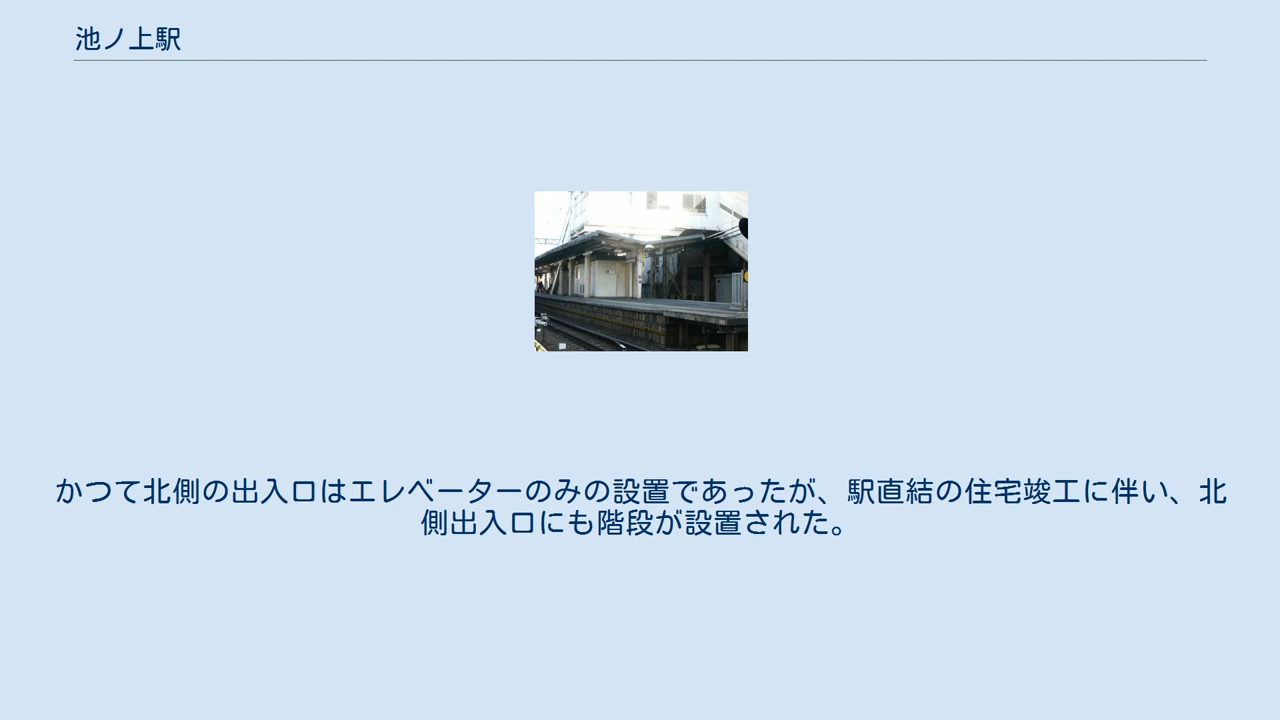 池ノ上駅
かつて北側の出入口はエレベーターのみの設置であったが、駅直結の住宅竣工に伴い、北
側出入口にも階段が設置された。